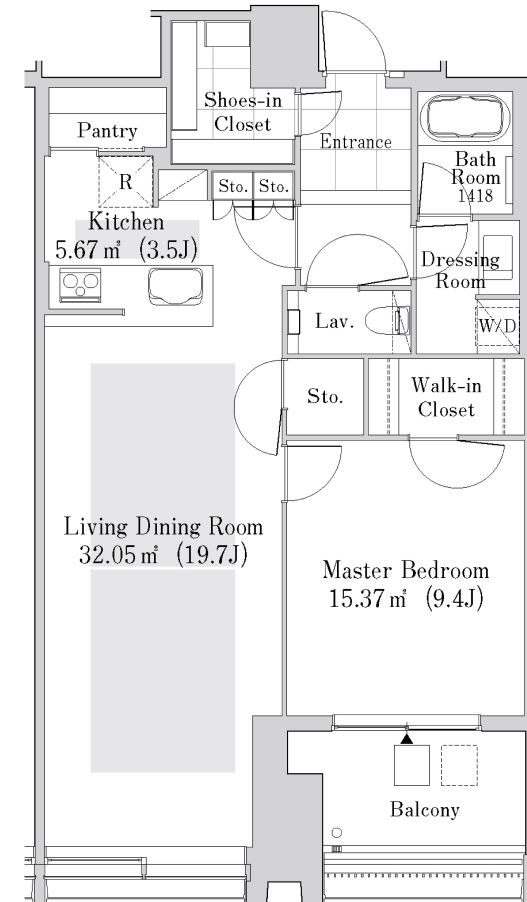 Shoes-in
Closet
Pantry
Entrance
Bath
Room
1418
R
Sto.
Sto.
Kitchen
5.67㎡ (3.5J)
Dressing
Room
Lav.
W/D
Sto.
Walk-in
Closet
Living Dining Room
32.05㎡ (19.7J)
Master Bedroom
15.37㎡ (9.4J)
Balcony